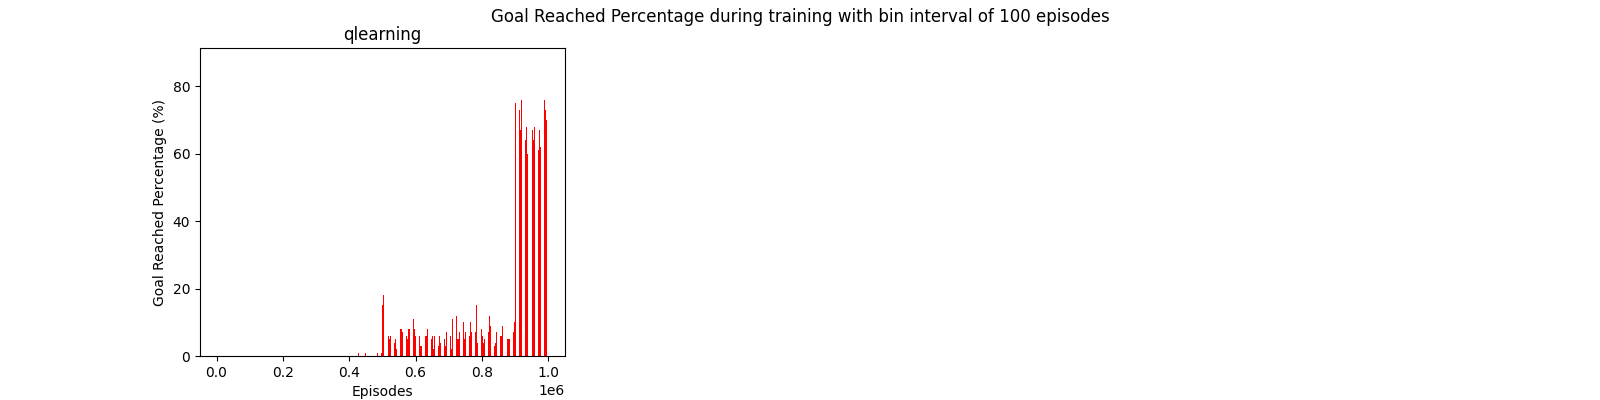 Goal Reached Percentage during training with bin interval of 100 episodes
qlearning
Goal Reached Percentage (%)
80
60
40
20
0
0.0 0.2 0.4 0.6 0.8 1.0
1e6
Episodes